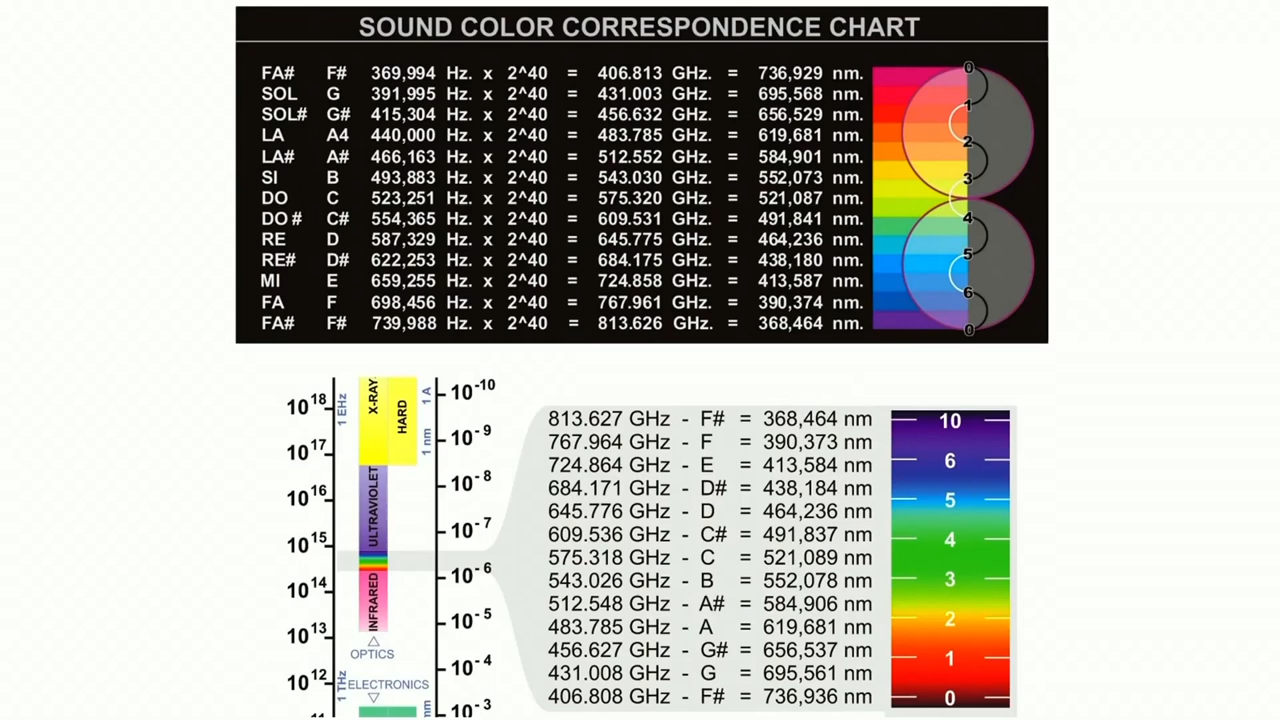 SOUND COLOR CORRESPONDENCE CHART
FA# F# 369,994 Hz. x 2^40 = 406.813 GHz. = 736,929 nm.
SOL G 391,995 Hz. x 2^40 = 431.003 GHz. = 695,568 nm.
SOL# G# 415,304 Hz. x 2^40 = 456.632 GHz. = 656,529 nm.
LA A4 440,000 Hz. x 2^40 = 483.785 GHz. = 619,681 nm.
LA# A# 466,163 Hz. x 2^40 = 512.552 GHz. = 584,901 nm.
SI B 493,883 Hz. x 2^40 = 543.030 GHz. = 552,073 nm.
DO C 523,251 Hz. x 2^40 = 575.320 GHz. = 521,087 nm.
DO # C# 554,365 Hz. x 2^40 = 609.531 GHz. = 491,841 nm.
RE D 587,329 Hz. x 2^40 = 645.775 GHz. = 464,236 nm.
RE# D# 622,253 Hz. x 2^40 = 684.175 GHz. = 438,180 nm.
MI E 659,255 Hz. x 2^40 = 724.858 GHz. = 413,587 nm.
FA F 698,456 Hz. x 2^40 = 767.961 GHz. = 390,374 nm.
FA# F# 739,988 Hz. x 2^40 = 813.626 GHz. = 368,464 nm.
0
1
2
3
4
5
6
0
10^18
10^17
10^16
10^15
10^14
10^13
10^12
1 EHz
1 THz
X-RAY
HARD
ULTRAVIOLET
INFRARED
OPTICS
ELECTRONICS
1 A
1 nm
10^-10
10^-9
10^-8
10^-7
10^-6
10^-5
10^-4
10^-3
813.627 GHz - F# = 368,464 nm
767.964 GHz - F = 390,373 nm
724.864 GHz - E = 413,584 nm
684.171 GHz - D# = 438,184 nm
645.776 GHz - D = 464,236 nm
609.536 GHz - C# = 491,837 nm
575.318 GHz - C = 521,089 nm
543.026 GHz - B = 552,078 nm
512.548 GHz - A# = 584,906 nm
483.785 GHz - A = 619,681 nm
456.627 GHz - G# = 656,537 nm
431.008 GHz - G = 695,561 nm
406.808 GHz - F# = 736,936 nm
10
6
5
4
3
2
1
0